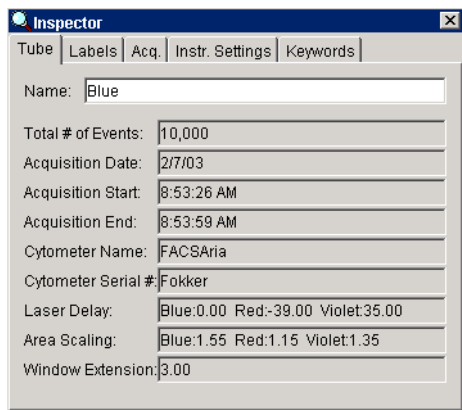 Inspector
Tube Labels Acq. Instr. Settings Keywords
Name: Blue
Total # of Events: 10,000
Acquisition Date: 2/7/03
Acquisition Start: 8:53:26 AM
Acquisition End: 8:53:59 AM
Cytometer Name: FACSAria
Cytometer Serial #: Fokker
Laser Delay: Blue:0.00 Red:-39.00 Violet:35.00
Area Scaling: Blue:1.55 Red:1.15 Violet:1.35
Window Extension: 3.00